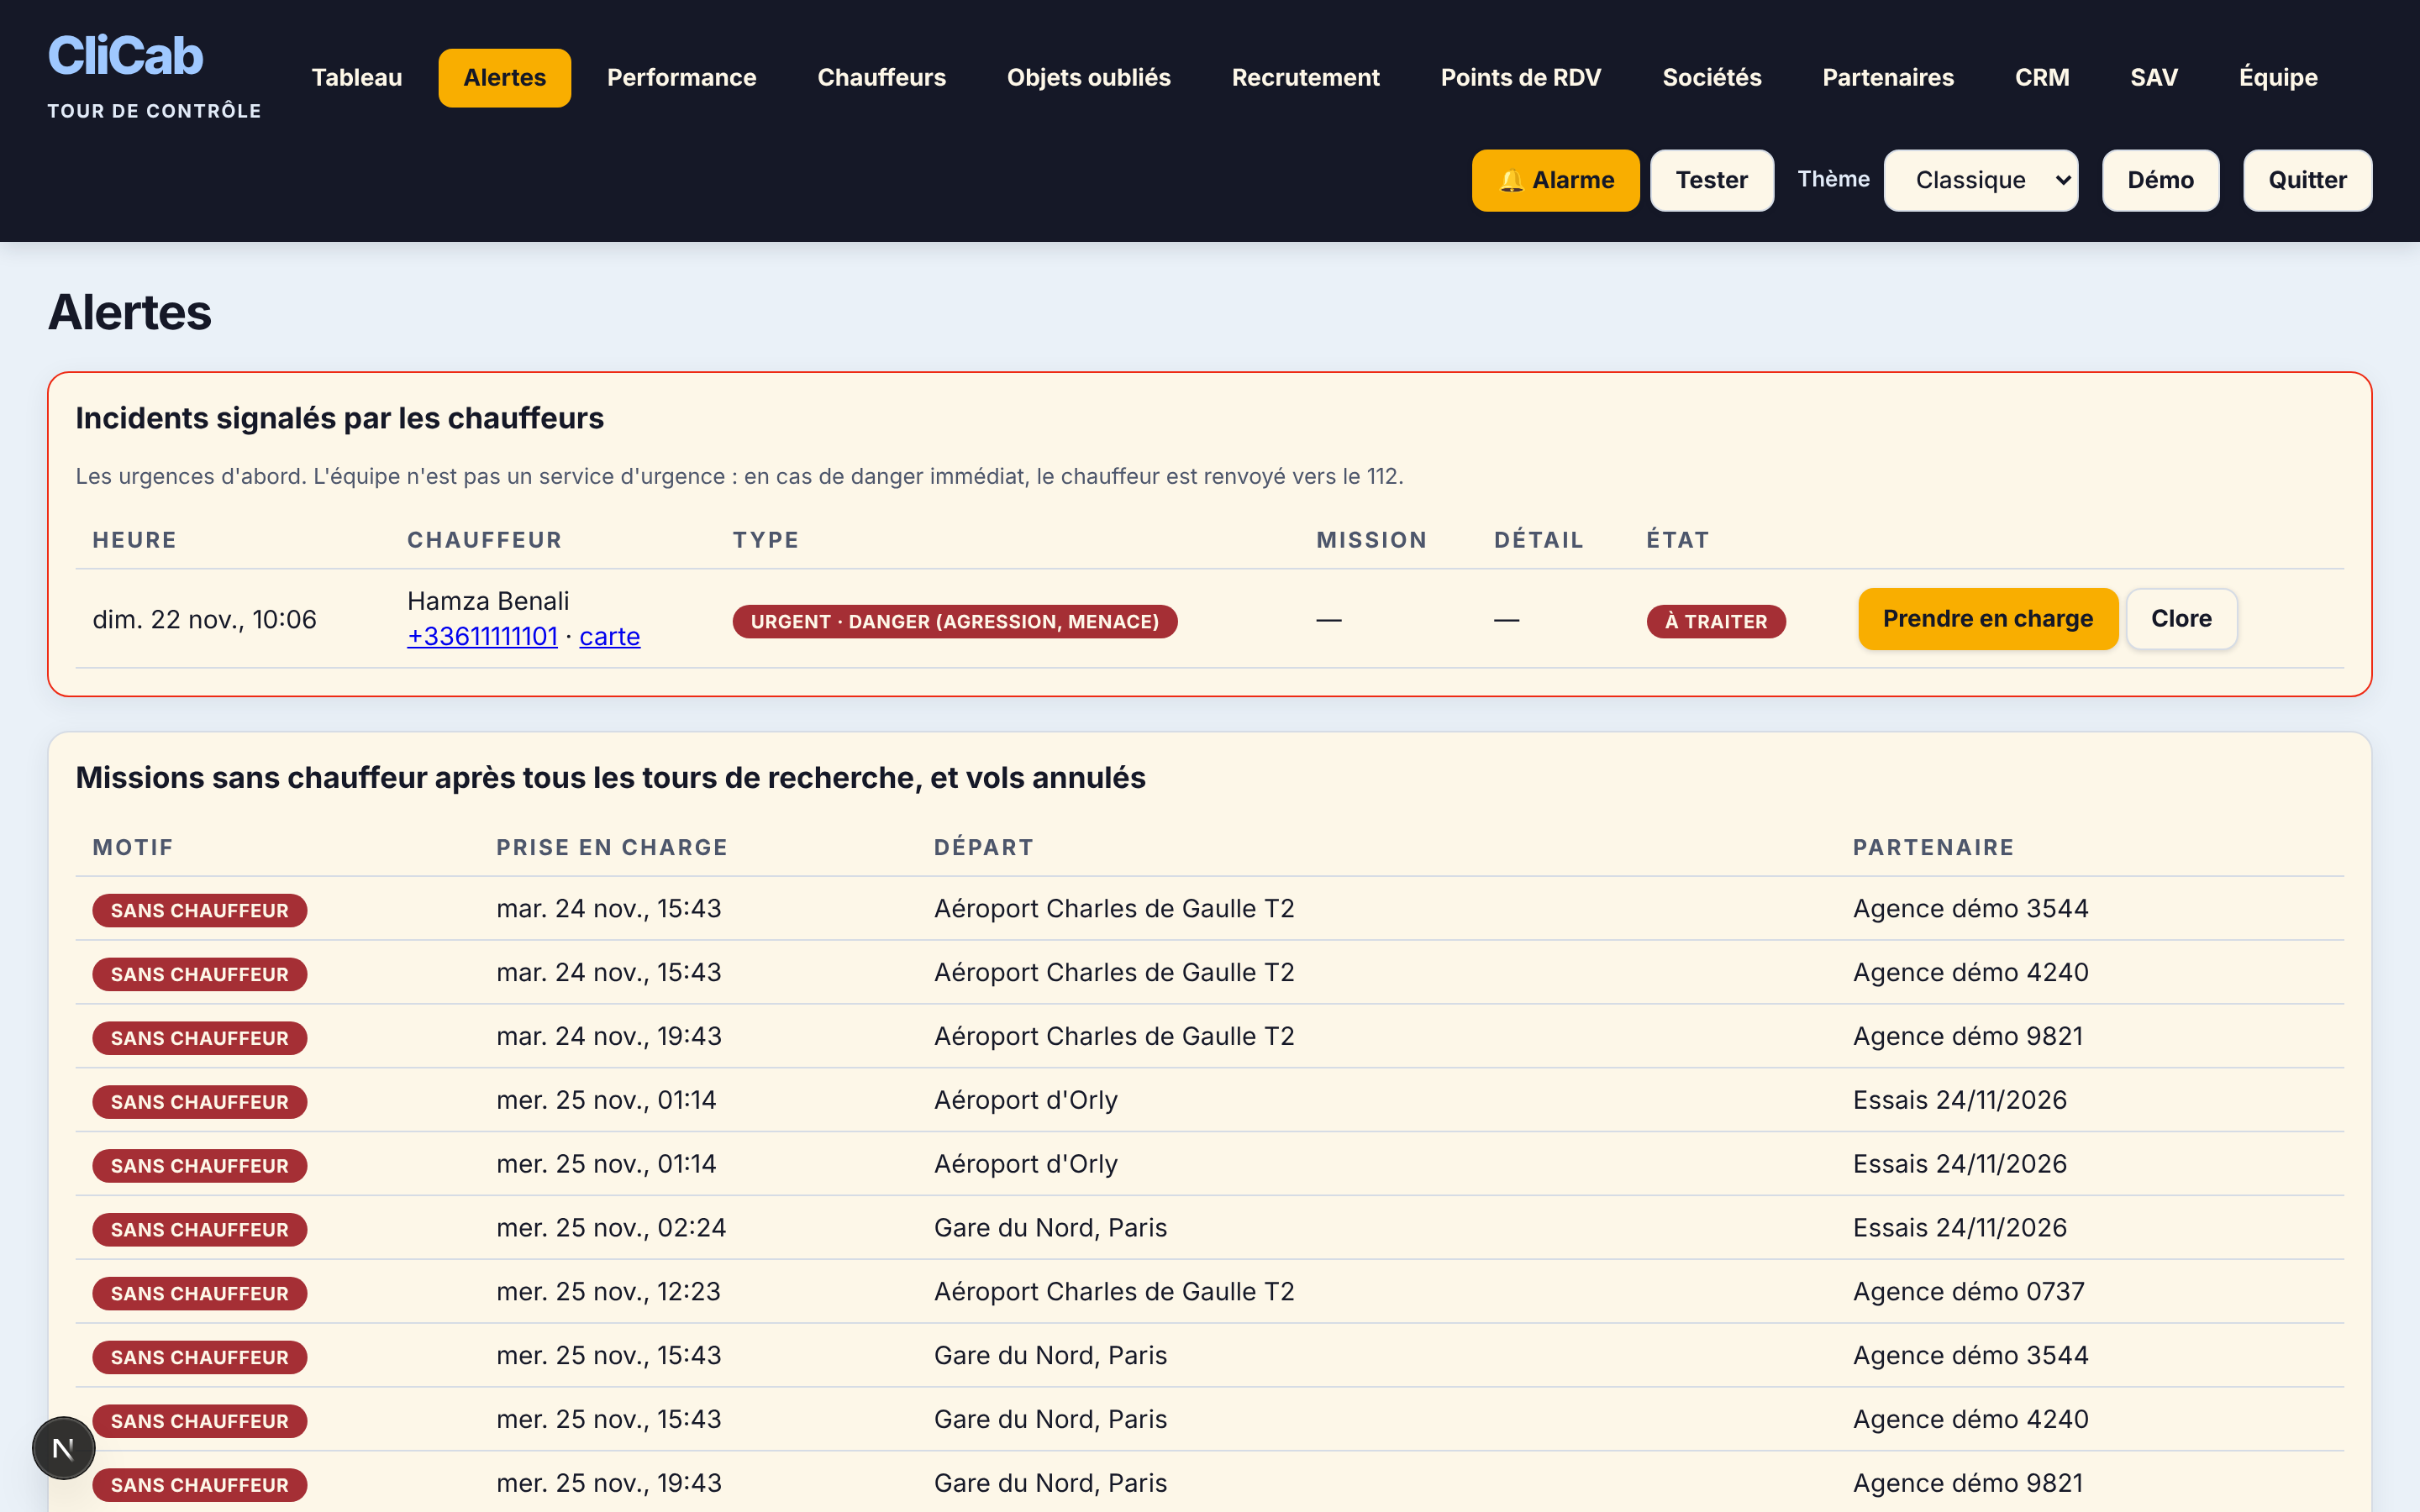 CliCab
TOUR DE CONTRÔLE
Tableau Alertes Performance Chauffeurs Objets oubliés Recrutement Points de RDV Sociétés Partenaires CRM SAV Équipe
🔔 Alarme Tester Thème Classique Démo Quitter
Alertes
Incidents signalés par les chauffeurs
Les urgences d'abord. L'équipe n'est pas un service d'urgence : en cas de danger immédiat, le chauffeur est renvoyé vers le 112.
HEURE CHAUFFEUR TYPE MISSION DÉTAIL ÉTAT
dim. 22 nov., 10:06 Hamza Benali +33611111101 · carte URGENT · DANGER (AGRESSION, MENACE) — — À TRAITER Prendre en charge Clore
Missions sans chauffeur après tous les tours de recherche, et vols annulés
MOTIF PRISE EN CHARGE DÉPART PARTENAIRE
SANS CHAUFFEUR mar. 24 nov., 15:43 Aéroport Charles de Gaulle T2 Agence démo 3544
SANS CHAUFFEUR mar. 24 nov., 15:43 Aéroport Charles de Gaulle T2 Agence démo 4240
SANS CHAUFFEUR mar. 24 nov., 19:43 Aéroport Charles de Gaulle T2 Agence démo 9821
SANS CHAUFFEUR mer. 25 nov., 01:14 Aéroport d'Orly Essais 24/11/2026
SANS CHAUFFEUR mer. 25 nov., 01:14 Aéroport d'Orly Essais 24/11/2026
SANS CHAUFFEUR mer. 25 nov., 02:24 Gare du Nord, Paris Essais 24/11/2026
SANS CHAUFFEUR mer. 25 nov., 12:23 Aéroport Charles de Gaulle T2 Agence démo 0737
SANS CHAUFFEUR mer. 25 nov., 15:43 Gare du Nord, Paris Agence démo 3544
SANS CHAUFFEUR mer. 25 nov., 15:43 Gare du Nord, Paris Agence démo 4240
N
SANS CHAUFFEUR mer. 25 nov., 19:43 Gare du Nord, Paris Agence démo 9821